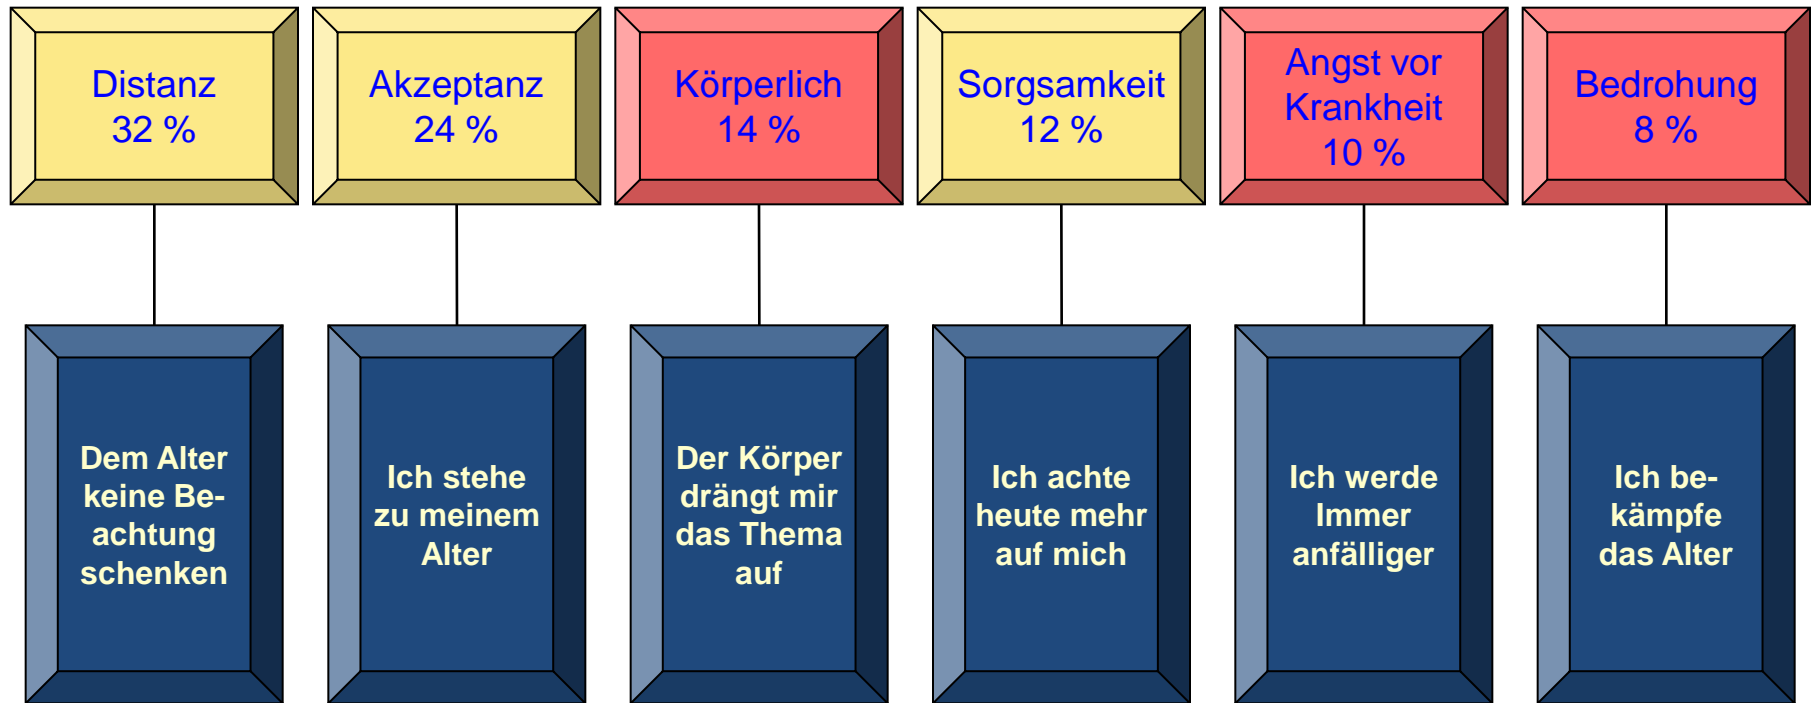 Distanz
32 %
Akzeptanz
24 %
Körperlich
14 %
Sorgsamkeit
12 %
Angst vor
Krankheit
10 %
Bedrohung
8 %
Dem Alter
keine Be-
achtung
schenken
Ich stehe
zu meinem
Alter
Der Körper
drängt mir
das Thema
auf
Ich achte
heute mehr
auf mich
Ich werde
Immer
anfälliger
Ich be-
kämpfe
das Alter